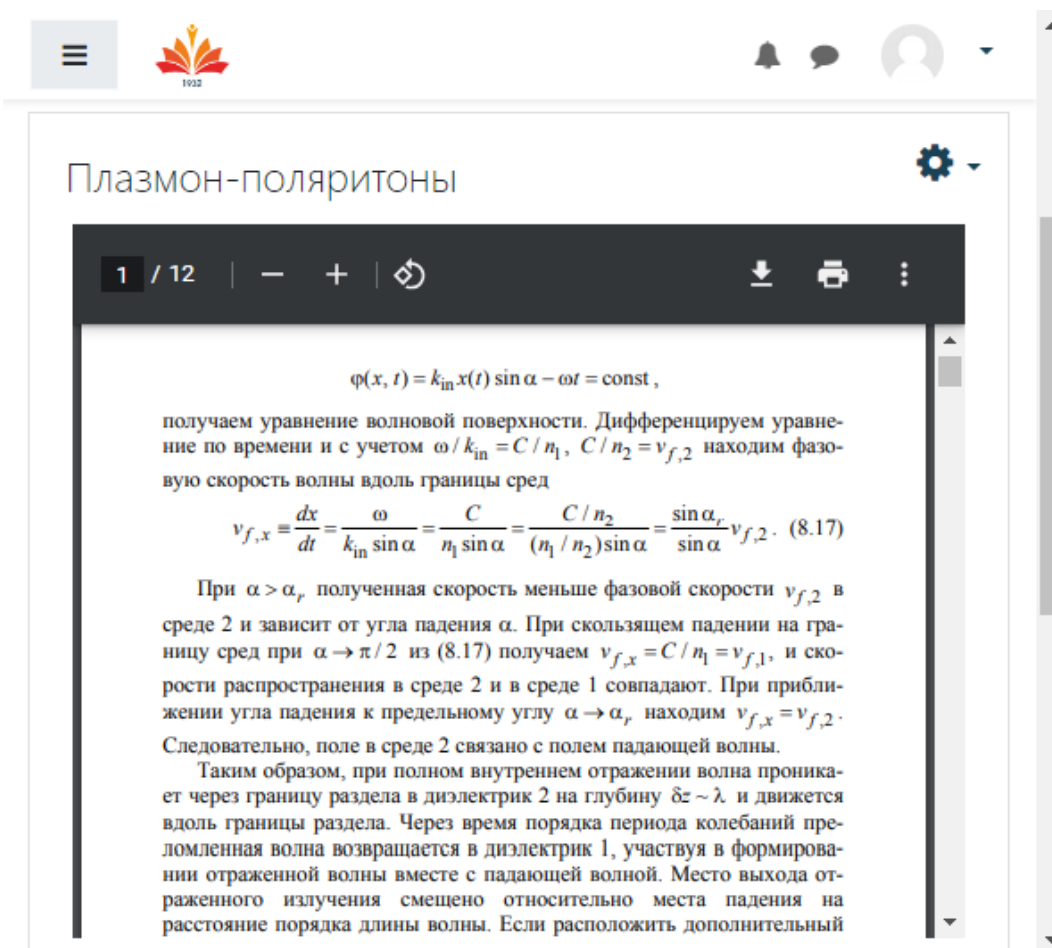 1932
Плазмон-поляритоны
1 / 12
φ(x, t) = k_in x(t) sin α − ωt = const ,
получаем уравнение волновой поверхности. Дифференцируем уравне-
ние по времени и с учетом ω / k_in = C / n_1, C / n_2 = v_{f,2} находим фазо-
вую скорость волны вдоль границы сред
v_{f,x} ≡ dx/dt = ω/(k_in sin α) = C/(n_1 sin α) = (C / n_2)/((n_1 / n_2) sin α) = (sin α_r/sin α) v_{f,2} . (8.17)
При α > α_r полученная скорость меньше фазовой скорости v_{f,2} в
среде 2 и зависит от угла падения α. При скользящем падении на гра-
ницу сред при α → π / 2 из (8.17) получаем v_{f,x} = C / n_1 = v_{f,1}, и ско-
рости распространения в среде 2 и в среде 1 совпадают. При прибли-
жении угла падения к предельному углу α → α_r находим v_{f,x} = v_{f,2} .
Следовательно, поле в среде 2 связано с полем падающей волны.
Таким образом, при полном внутреннем отражении волна проника-
ет через границу раздела в диэлектрик 2 на глубину δz ~ λ и движется
вдоль границы раздела. Через время порядка периода колебаний пре-
ломленная волна возвращается в диэлектрик 1, участвуя в формирова-
нии отраженной волны вместе с падающей волной. Место выхода от-
раженного излучения смещено относительно места падения на
расстояние порядка длины волны. Если расположить дополнительный